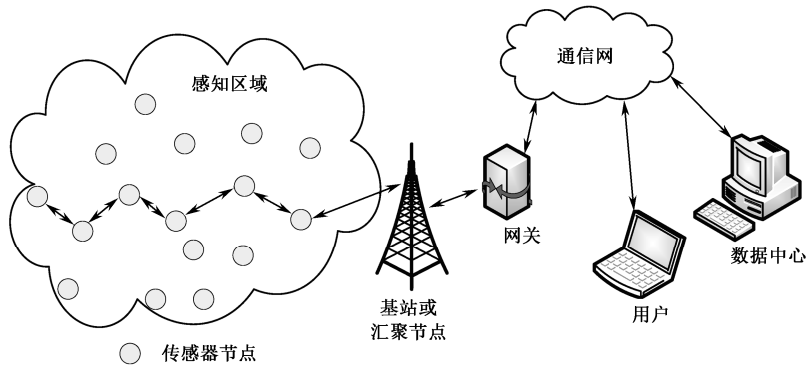 感知区域
通信网
网关
数据中心
基站或
汇聚节点
用户
传感器节点